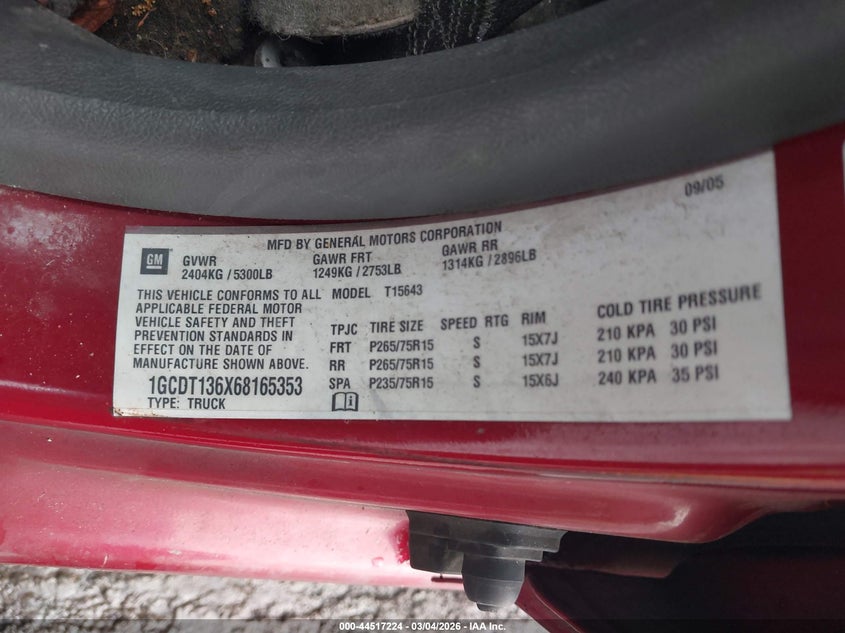 09/05
MFD BY GENERAL MOTORS CORPORATION
GM GVWR GAWR FRT GAWR RR
2404KG / 5300LB 1249KG / 2753LB 1314KG / 2896LB
THIS VEHICLE CONFORMS TO ALL
APPLICABLE FEDERAL MOTOR
VEHICLE SAFETY AND THEFT
PREVENTION STANDARDS IN
EFFECT ON THE DATE OF
MANUFACTURE SHOWN ABOVE.
1GCDT136X68165353
TYPE: TRUCK
MODEL T15643
TPJC TIRE SIZE SPEED RTG RIM COLD TIRE PRESSURE
FRT P265/75R15 S 15X7J 210 KPA 30 PSI
RR P265/75R15 S 15X7J 210 KPA 30 PSI
SPA P235/75R15 S 15X6J 240 KPA 35 PSI
000-44517224 | 03/04/2026 | IAA Inc.